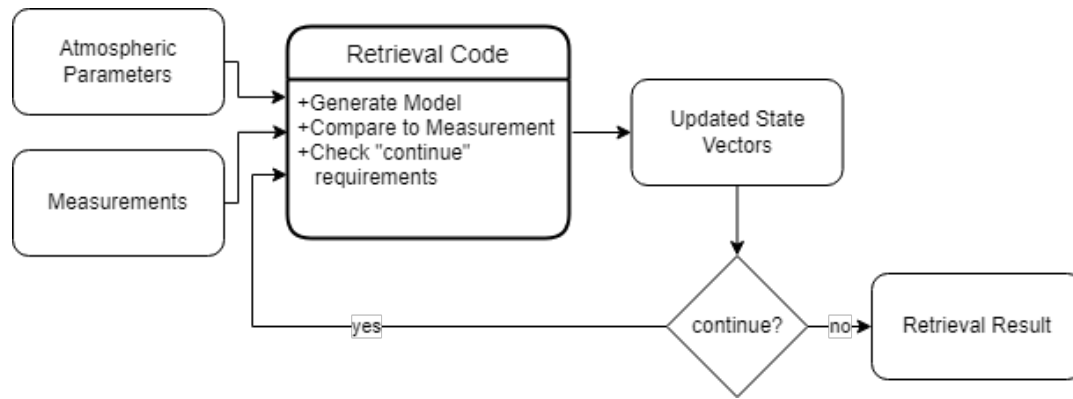 Atmospheric
Parameters
Measurements
Retrieval Code
+Generate Model
+Compare to Measurement
+Check "continue"
requirements
Updated State
Vectors
continue?
yes
no
Retrieval Result